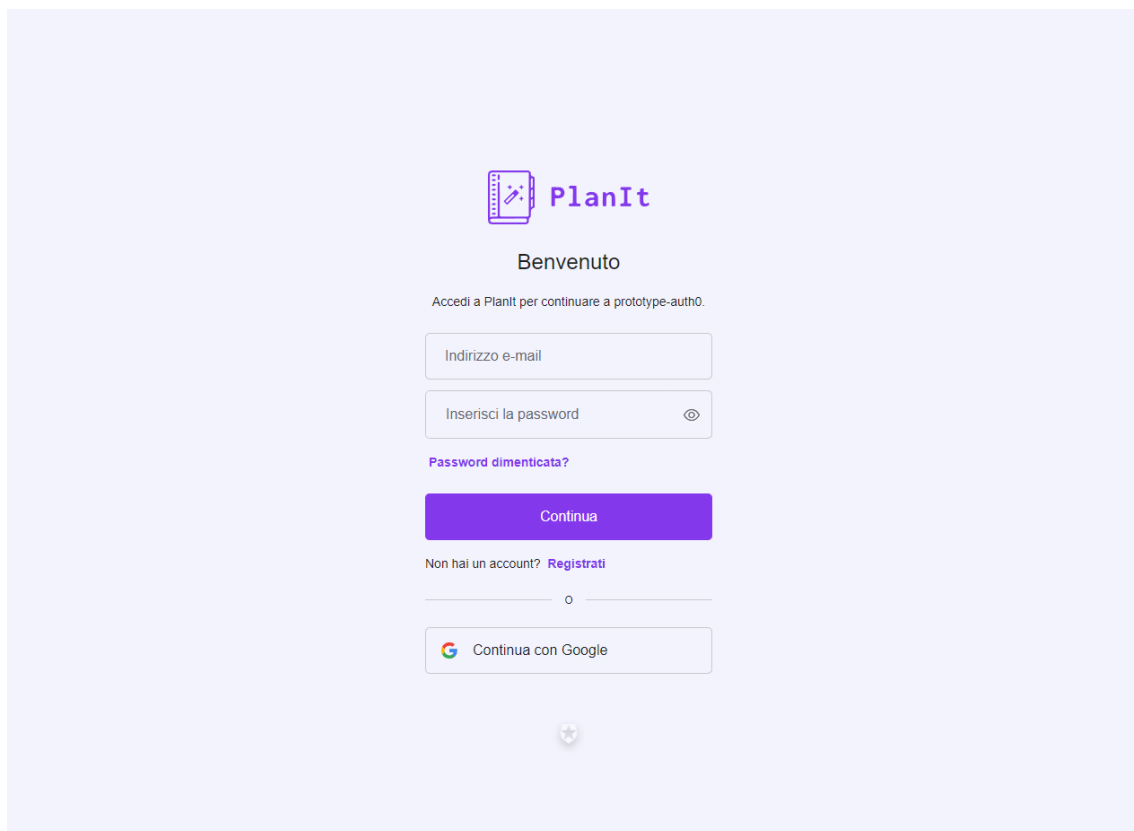 PlanIt
Benvenuto
Accedi a PlanIt per continuare a prototype-auth0.
Indirizzo e-mail
Inserisci la password
Password dimenticata?
Continua
Non hai un account? Registrati
O
Continua con Google